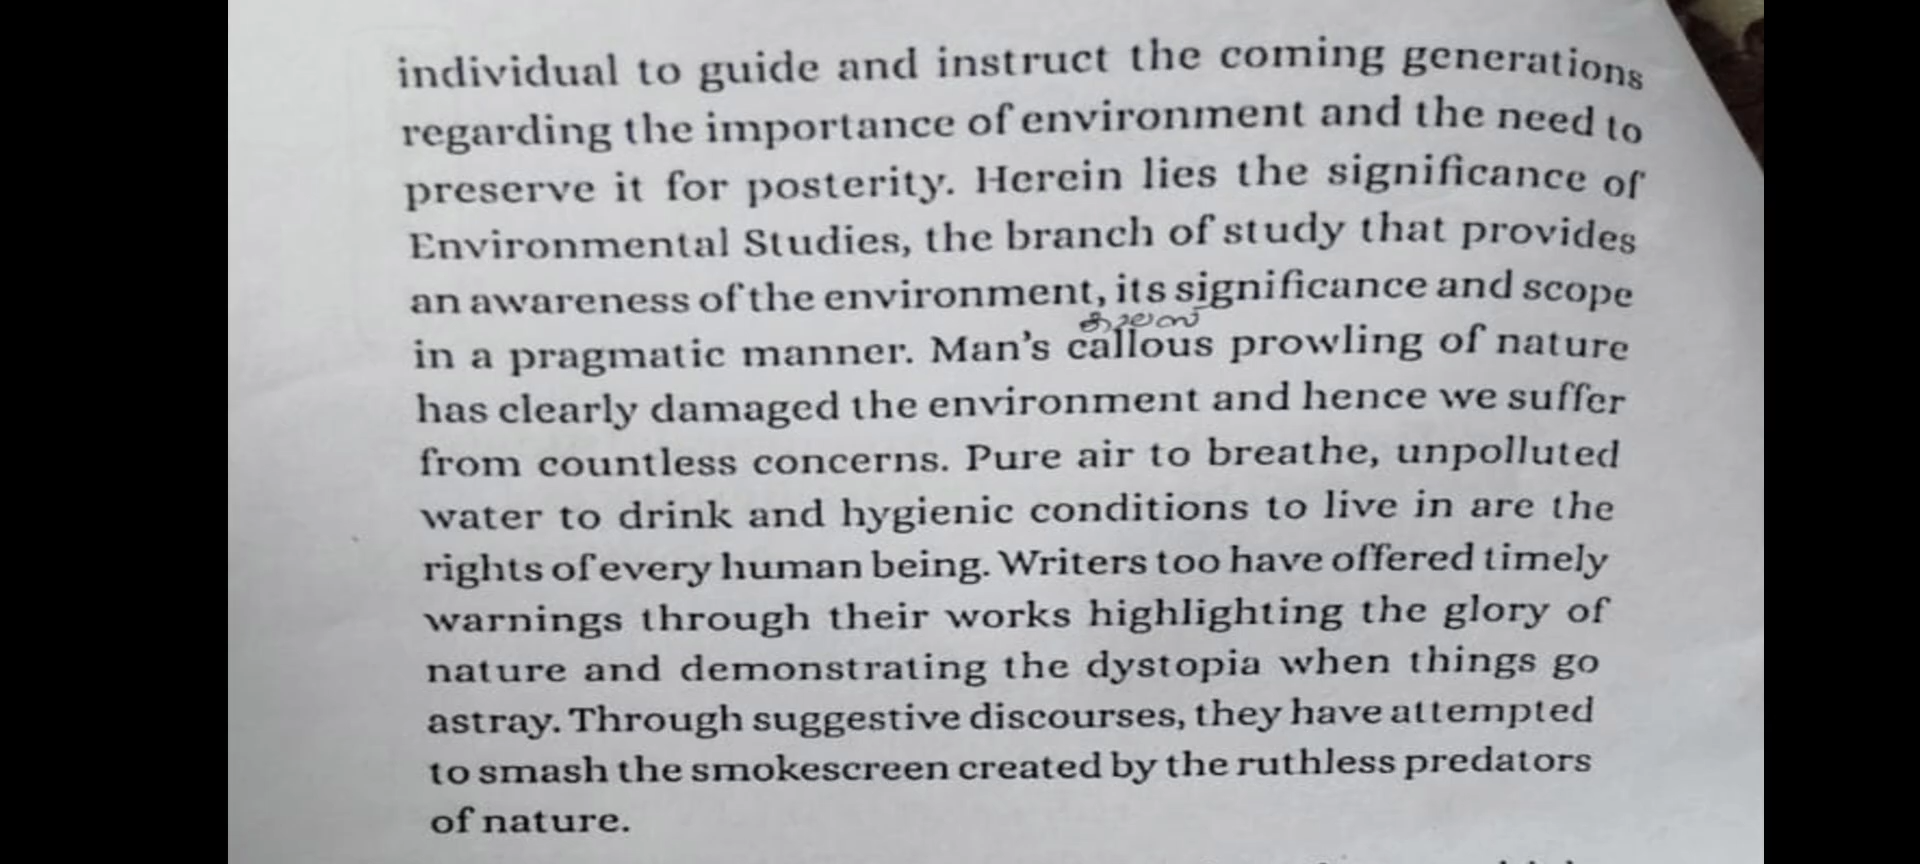 individual to guide and instruct the coming generations
regarding the importance of environment and the need to
preserve it for posterity. Herein lies the significance of
Environmental Studies, the branch of study that provides
an awareness of the environment, its significance and scope
കാലസ്
in a pragmatic manner. Man's callous prowling of nature
has clearly damaged the environment and hence we suffer
from countless concerns. Pure air to breathe, unpolluted
water to drink and hygienic conditions to live in are the
rights of every human being. Writers too have offered timely
warnings through their works highlighting the glory of
nature and demonstrating the dystopia when things go
astray. Through suggestive discourses, they have attempted
to smash the smokescreen created by the ruthless predators
of nature.